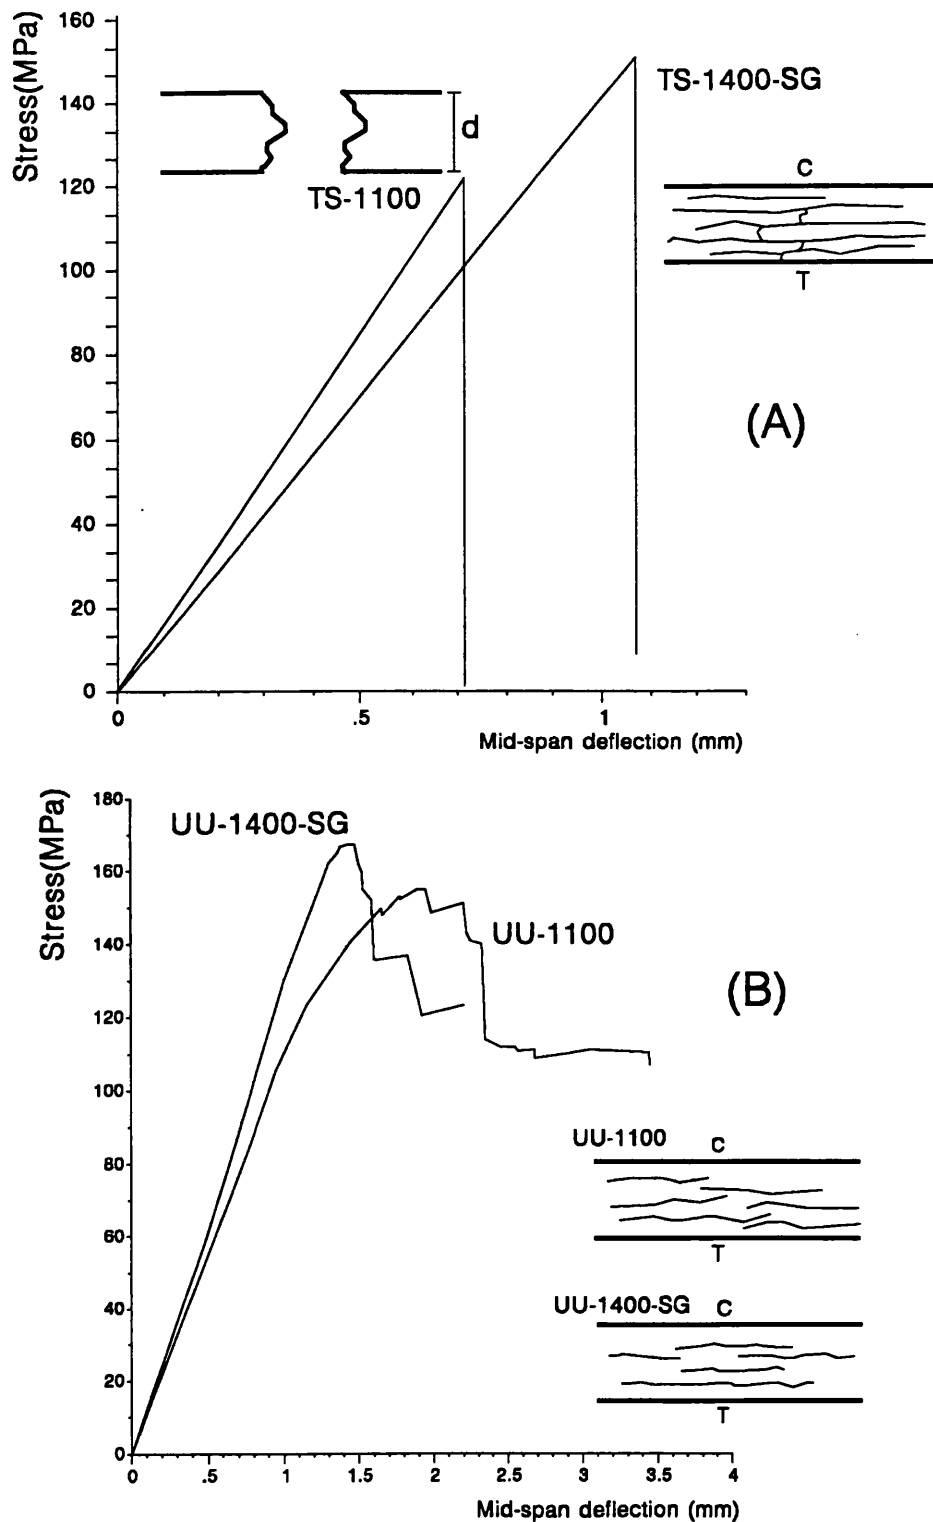 160
Stress(MPa)
140
120
100
80
60
40
20
0
TS-1400-SG
d
TS-1100
C
T
(A)
0 .5 1
Mid-span deflection (mm)
180
Stress(MPa)
160
140
120
100
80
60
40
20
0
UU-1400-SG
UU-1100
(B)
UU-1100 C
T
UU-1400-SG C
T
0 .5 1 1.5 2 2.5 3 3.5 4
Mid-span deflection (mm)